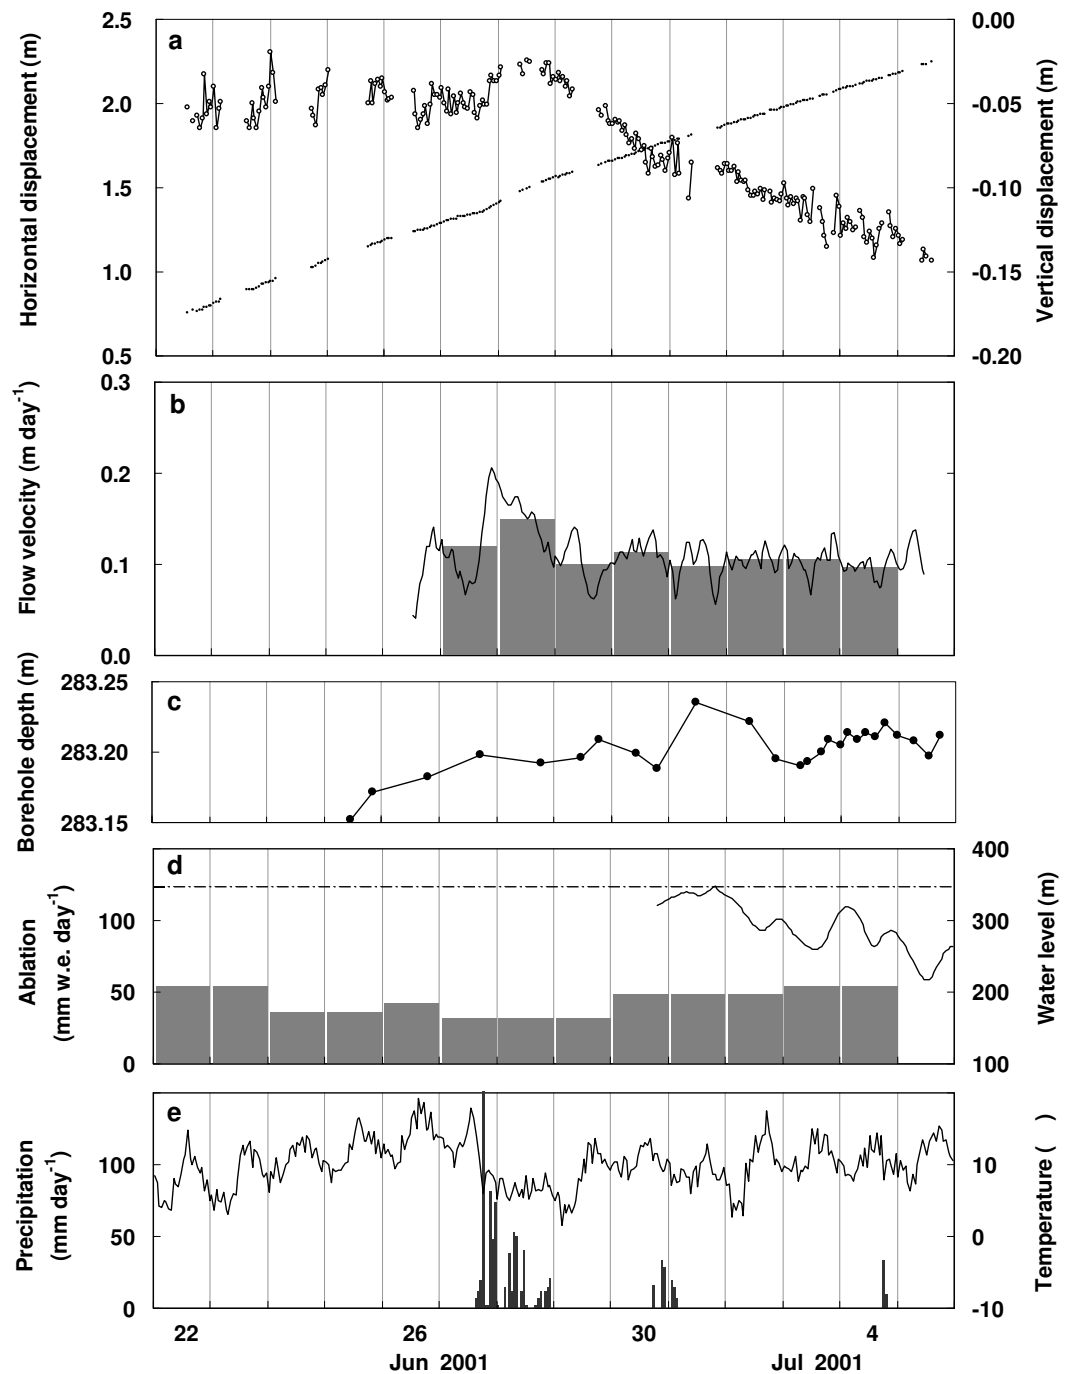 a
2.5
2.0
1.5
1.0
0.5
Horizontal displacement (m)
0.00
-0.05
-0.10
-0.15
-0.20
Vertical displacement (m)
b
0.3
0.2
0.1
0.0
Flow velocity (m day-1)
c
283.25
283.20
283.15
Borehole depth (m)
d
100
50
0
Ablation
(mm w.e. day-1)
400
300
200
100
Water level (m)
e
100
50
0
Precipitation
(mm day-1)
10
0
-10
Temperature ( )
22 26 30 4
Jun 2001 Jul 2001